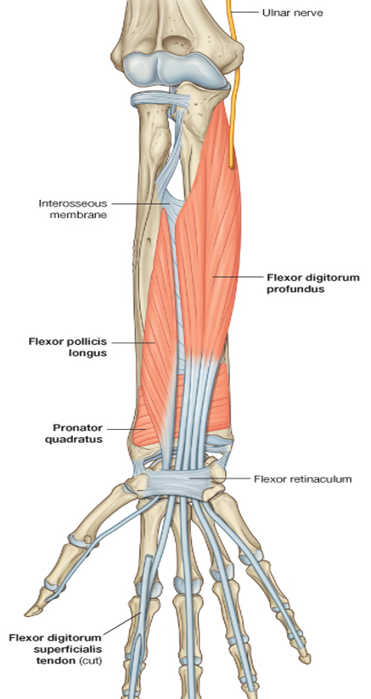 Ulnar nerve
Interosseous
membrane
Flexor digitorum
profundus
Flexor pollicis
longus
Pronator
quadratus
Flexor retinaculum
Flexor digitorum
superficialis
tendon (cut)